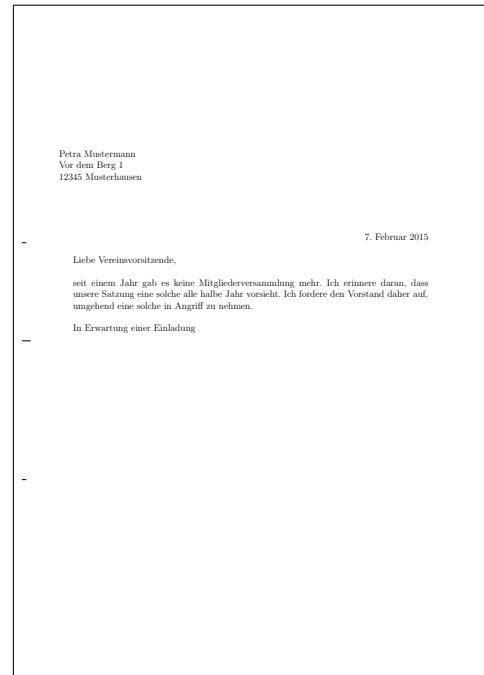 Petra Mustermann
Vor dem Berg 1
12345 Musterhausen
7. Februar 2015
Liebe Vereinsvorsitzende,
seit einem Jahr gab es keine Mitgliederversammlung mehr. Ich erinnere daran, dass
unsere Satzung eine solche alle halbe Jahr vorsieht. Ich fordere den Vorstand daher auf,
umgehend eine solche in Angriff zu nehmen.
In Erwartung einer Einladung